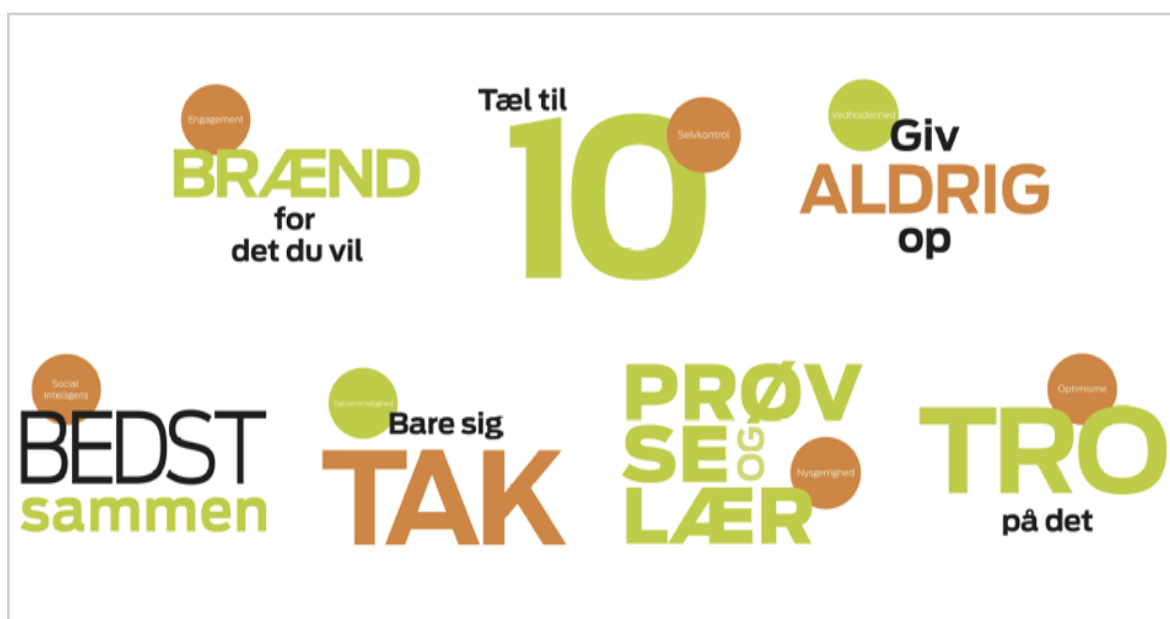 Engagement
BRÆND
for
det du vil
Tæl til
10
Selvkontrol
Vedholdenhed
Giv
ALDRIG
op
Social
Intelligens
BEDST
sammen
Taknemmelighed
Bare sig
TAK
PRØV
SE OG
LÆR
Nysgerrighed
Optimisme
TRO
på det